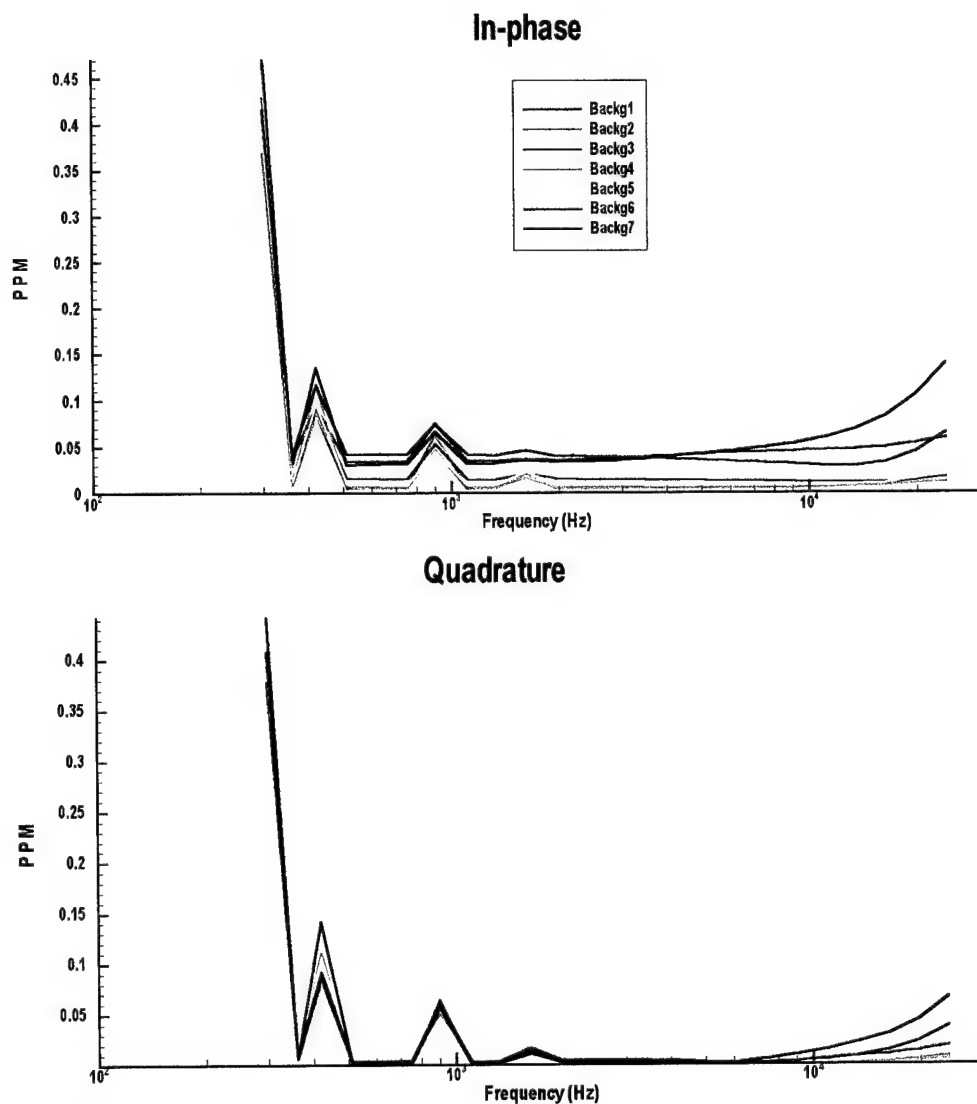 In-phase
0.45
0.4
0.35
0.3
0.25
0.2
0.15
0.1
0.05
0
PPM
Backg1
Backg2
Backg3
Backg4
Backg5
Backg6
Backg7
10² 10³ 10⁴
Frequency (Hz)
Quadrature
0.4
0.35
0.3
0.25
0.2
0.15
0.1
0.05
PPM
10² 10³ 10⁴
Frequency (Hz)